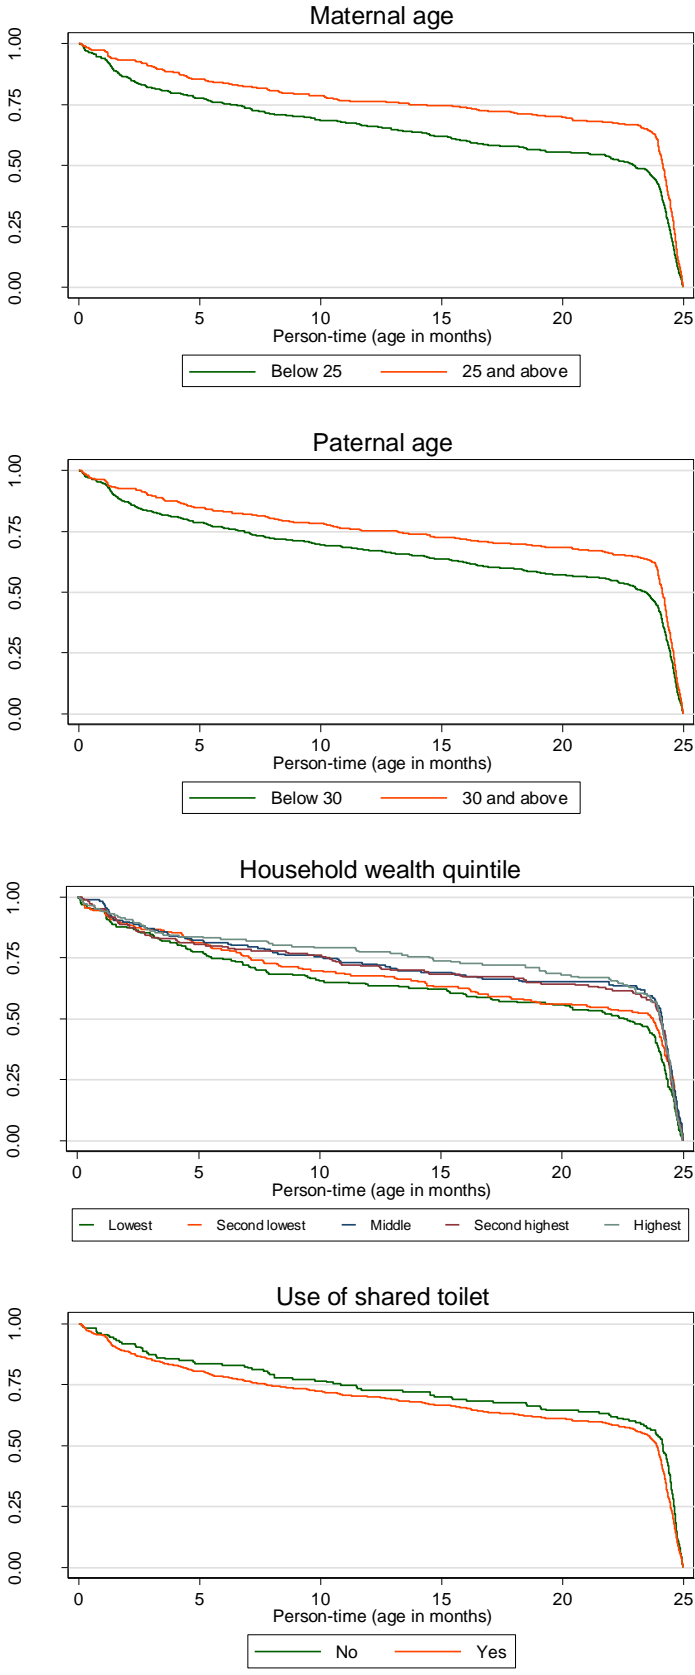 Maternal age
1.00
0.75
0.50
0.25
0.00
0 5 10 15 20 25
Person-time (age in months)
Below 25 25 and above
Paternal age
1.00
0.75
0.50
0.25
0.00
0 5 10 15 20 25
Person-time (age in months)
Below 30 30 and above
Household wealth quintile
1.00
0.75
0.50
0.25
0.00
0 5 10 15 20 25
Person-time (age in months)
Lowest Second lowest Middle Second highest Highest
Use of shared toilet
1.00
0.75
0.50
0.25
0.00
0 5 10 15 20 25
Person-time (age in months)
No Yes